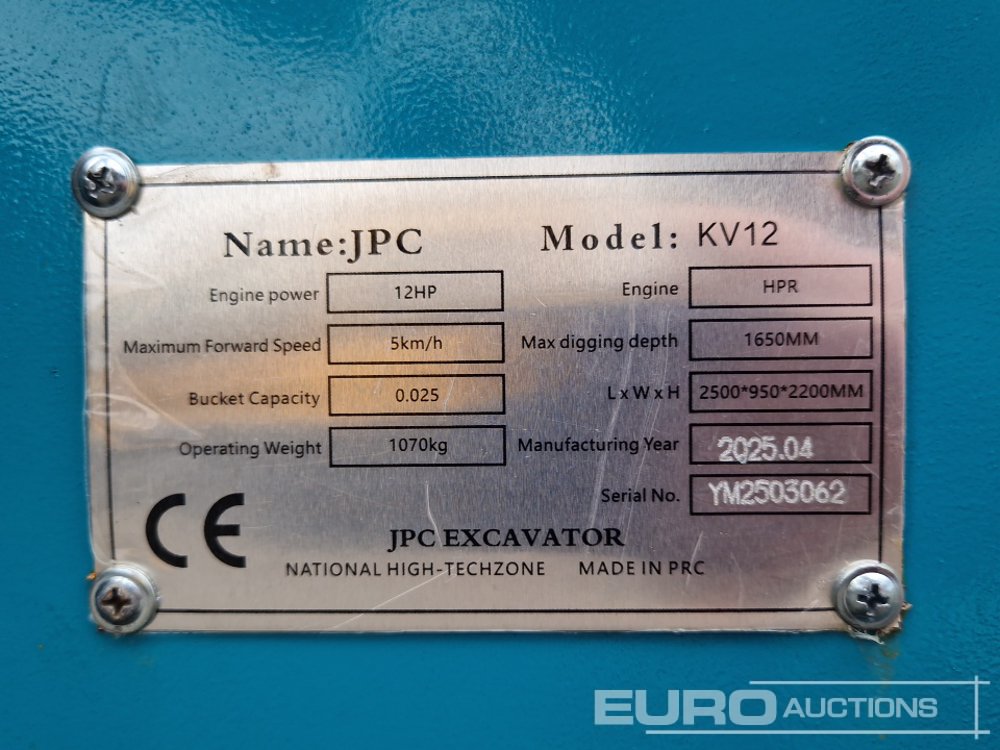 Name:JPC Model: KV12
Engine power 12HP Engine HPR
Maximum Forward Speed 5km/h Max digging depth 1650MM
Bucket Capacity 0.025 L x W x H 2500*950*2200MM
Operating Weight 1070kg Manufacturing Year 2025.04
Serial No. YM2503062
CE
JPC EXCAVATOR
NATIONAL HIGH-TECHZONE MADE IN PRC
EURO AUCTIONS